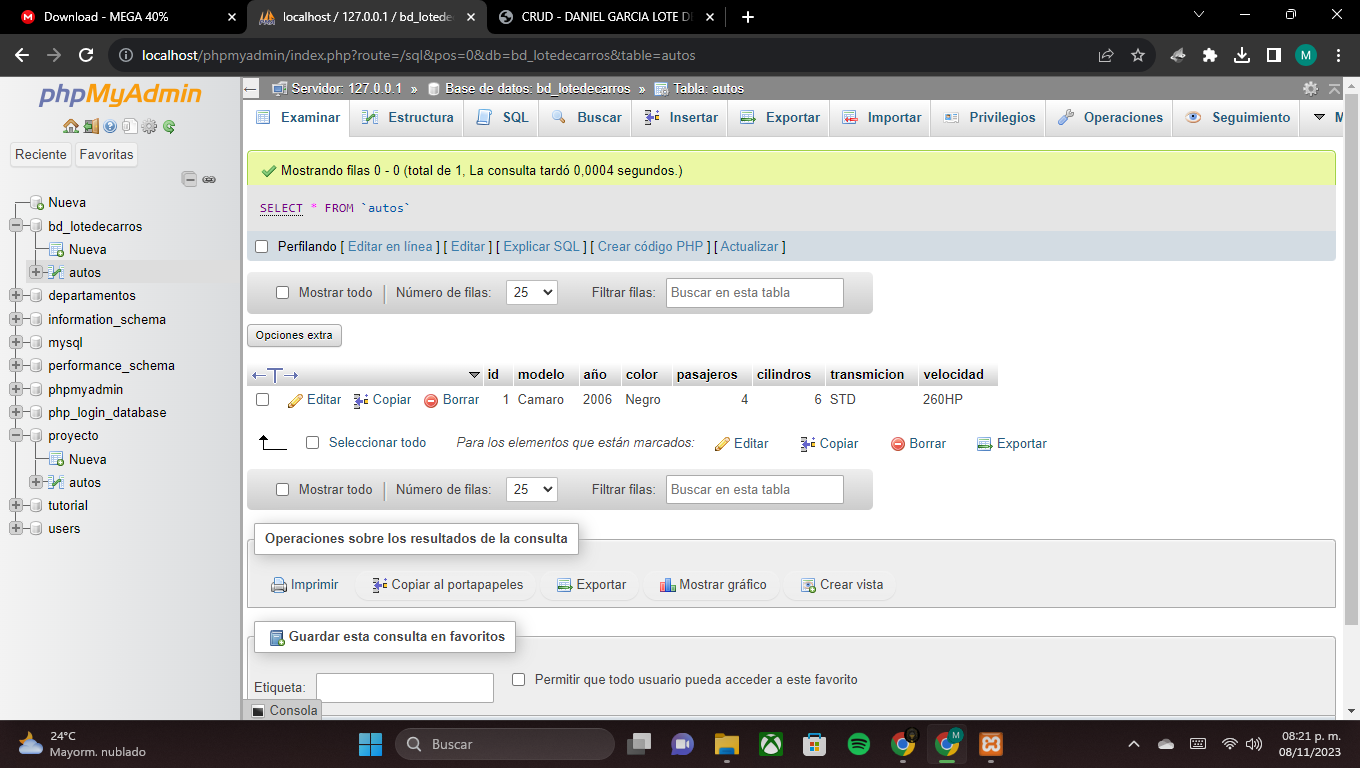 Download - MEGA 40%
localhost / 127.0.0.1 / bd_lotede
CRUD - DANIEL GARCIA LOTE D
localhost/phpmyadmin/index.php?route=/sql&pos=0&db=bd_lotedecarros&table=autos
M
phpMyAdmin
Reciente Favoritas
Nueva
bd_lotedecarros
Nueva
autos
departamentos
information_schema
mysql
performance_schema
phpmyadmin
php_login_database
proyecto
Nueva
autos
tutorial
users
Servidor: 127.0.0.1 » Base de datos: bd_lotedecarros » Tabla: autos
Examinar Estructura SQL Buscar Insertar Exportar Importar Privilegios Operaciones Seguimiento M
Mostrando filas 0 - 0 (total de 1, La consulta tardó 0,0004 segundos.)
SELECT * FROM `autos`
Perfilando [ Editar en línea ] [ Editar ] [ Explicar SQL ] [ Crear código PHP ] [ Actualizar ]
Mostrar todo | Número de filas: 25 Filtrar filas: Buscar en esta tabla
Opciones extra
←T→ id modelo año color pasajeros cilindros transmicion velocidad
Editar Copiar Borrar 1 Camaro 2006 Negro 4 6 STD 260HP
Seleccionar todo Para los elementos que están marcados: Editar Copiar Borrar Exportar
Mostrar todo | Número de filas: 25 Filtrar filas: Buscar en esta tabla
Operaciones sobre los resultados de la consulta
Imprimir Copiar al portapapeles Exportar Mostrar gráfico Crear vista
Guardar esta consulta en favoritos
Etiqueta: Permitir que todo usuario pueda acceder a este favorito
Consola
24°C
Mayorm. nublado
Buscar
M
08:21 p. m.
08/11/2023